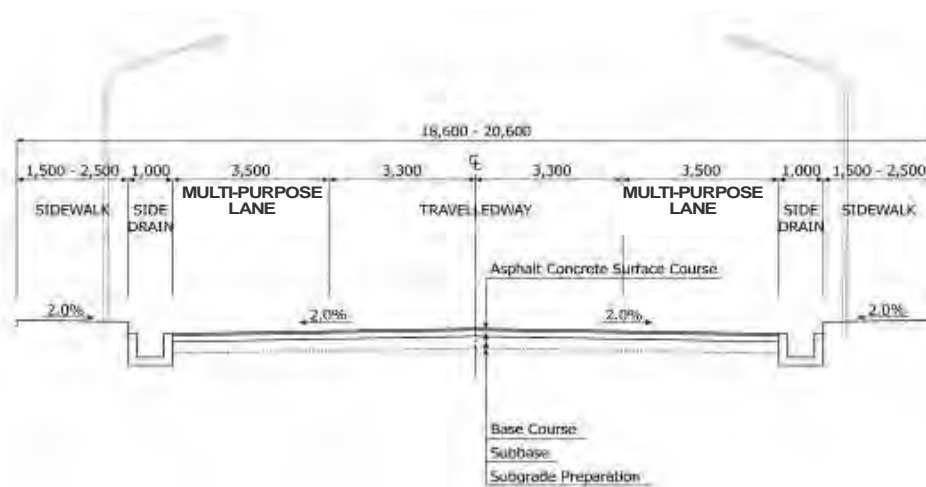 18,600 - 20,600
1,500 - 2,500 1,000 3,500 3,300 ℄ 3,300 3,500 1,000 1,500 - 2,500
SIDEWALK SIDE DRAIN MULTI-PURPOSE LANE TRAVELLEDWAY MULTI-PURPOSE LANE SIDE DRAIN SIDEWALK
Asphalt Concrete Surface Course
2.0% 2.0% 2.0% 2.0%
Base Course
Subbase
Subgrade Preparation